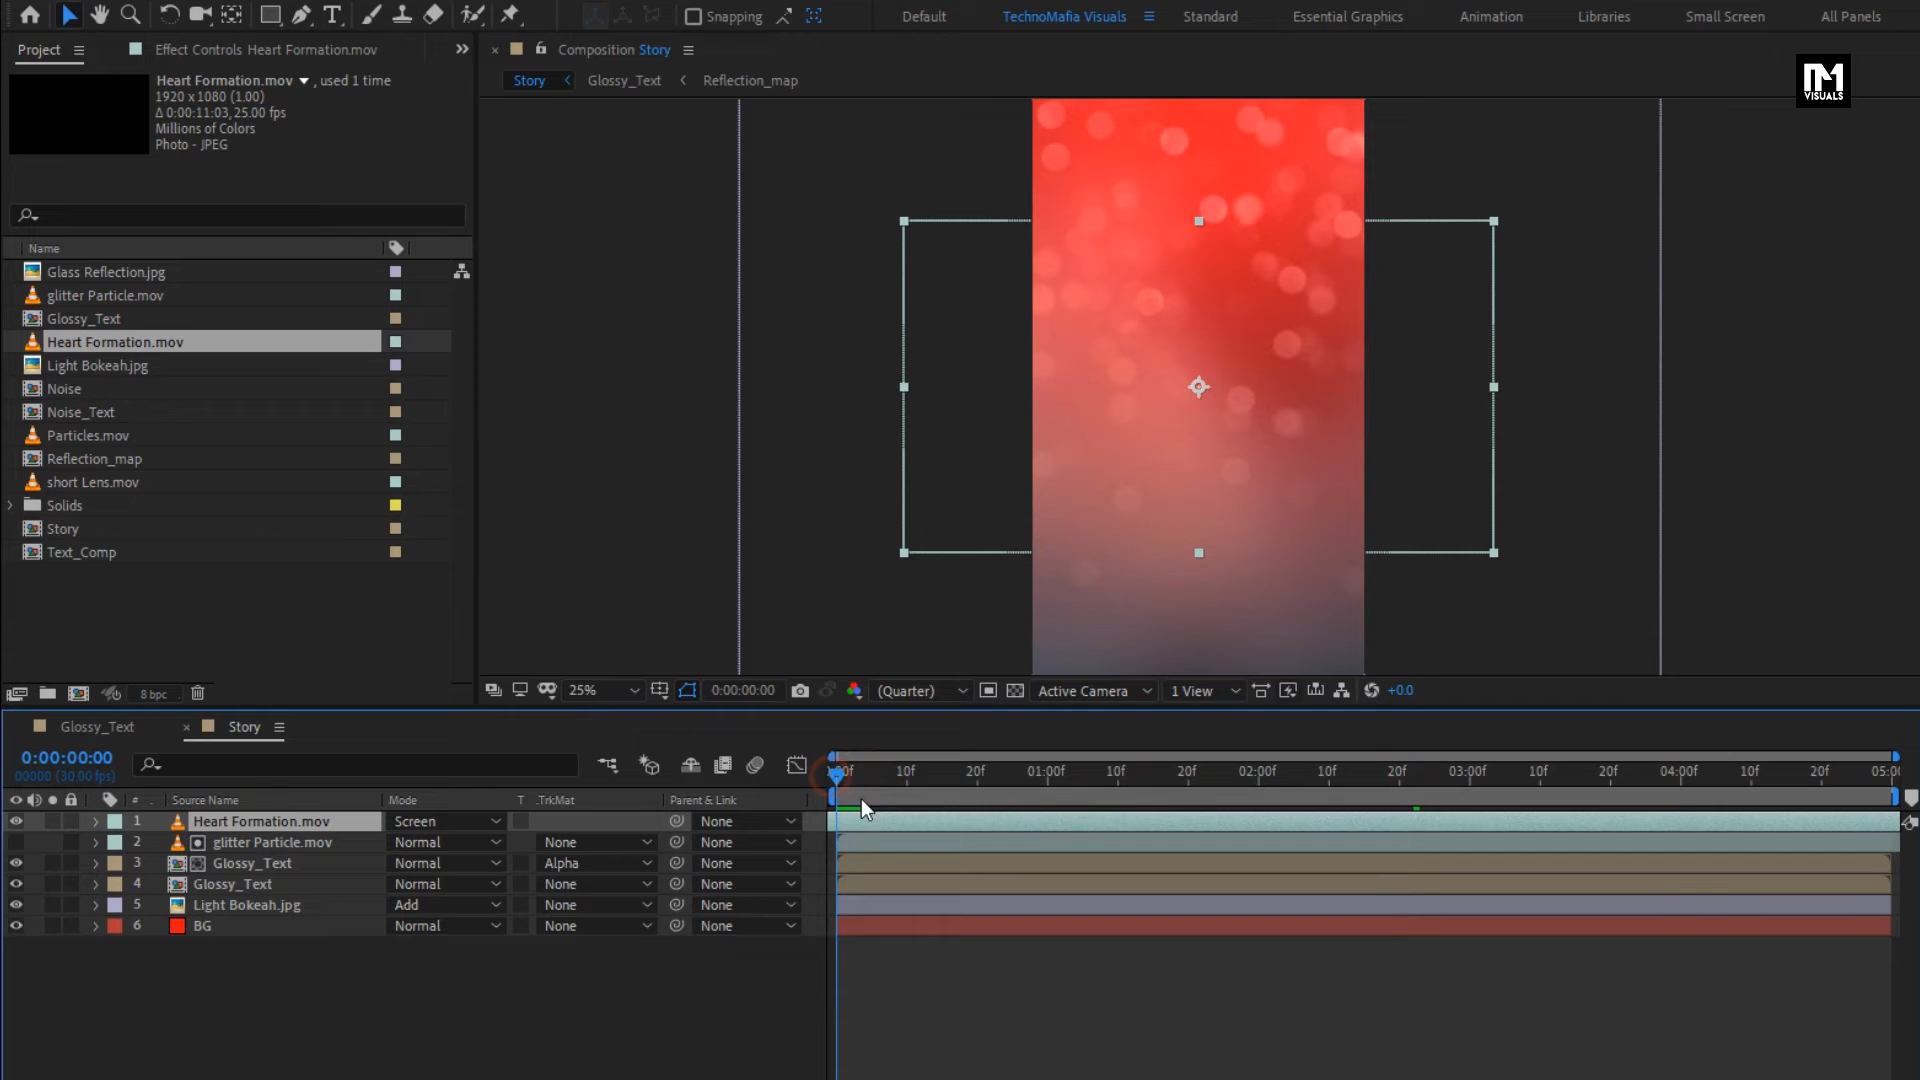 Snapping
Default
TechnoMafia Visuals
Standard
Essential Graphics
Animation
Libraries
Small Screen
All Panels
Project
Effect Controls Heart Formation.mov
Composition Story
Heart Formation.mov , used 1 time
1920 x 1080 (1.00)
Δ 0:00:11:03, 25.00 fps
Millions of Colors
Photo - JPEG
Story
Glossy_Text
Reflection_map
VISUALS
Name
Glass Reflection.jpg
glitter Particle.mov
Glossy_Text
Heart Formation.mov
Light Bokeah.jpg
Noise
Noise_Text
Particles.mov
Reflection_map
short Lens.mov
Solids
Story
Text_Comp
8 bpc
25%
0:00:00:00
(Quarter)
Active Camera
1 View
+0.0
Glossy_Text
Story
0:00:00:00
00000 (30.00 fps)
10f
20f
01:00f
10f
20f
02:00f
10f
20f
03:00f
10f
20f
04:00f
10f
20f
# Source Name Mode T .TrkMat Parent & Link
1 Heart Formation.mov Screen None
2 glitter Particle.mov Normal None None
3 Glossy_Text Normal Alpha None
4 Glossy_Text Normal None None
5 Light Bokeah.jpg Add None None
6 BG Normal None None